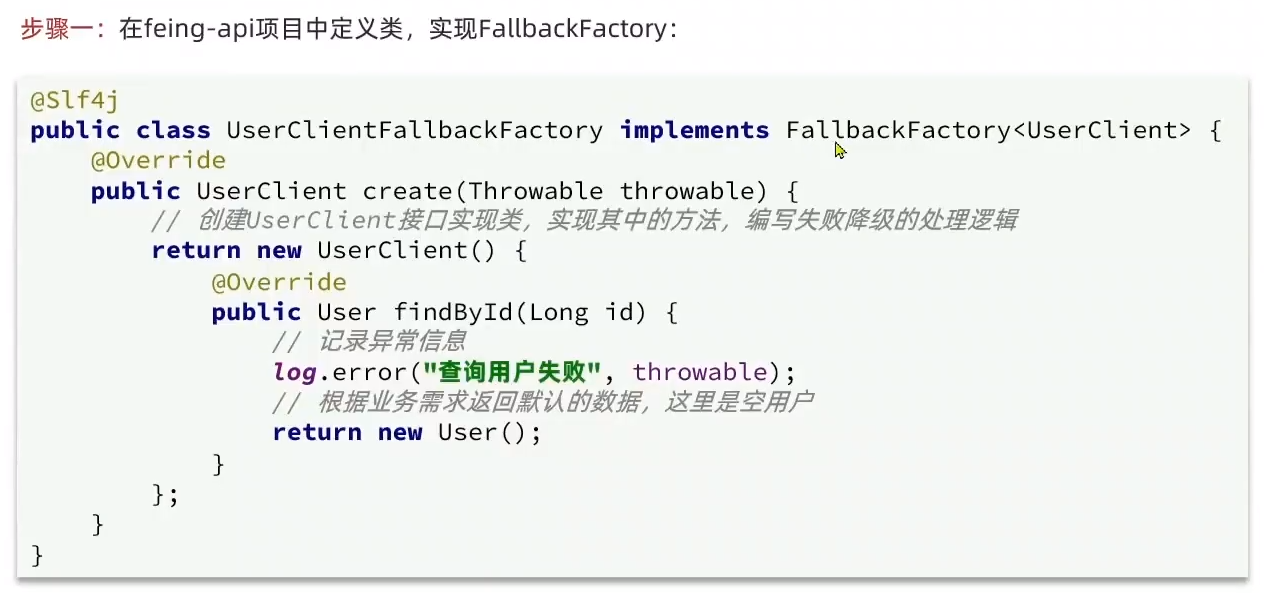 步骤一：在feing-api项目中定义类，实现FallbackFactory：
@Slf4j
public class UserClientFallbackFactory implements FallbackFactory<UserClient> {
    @Override
    public UserClient create(Throwable throwable) {
        // 创建UserClient接口实现类，实现其中的方法，编写失败降级的处理逻辑
        return new UserClient() {
            @Override
            public User findById(Long id) {
                // 记录异常信息
                log.error("查询用户失败", throwable);
                // 根据业务需求返回默认的数据，这里是空用户
                return new User();
            }
        };
    }
}